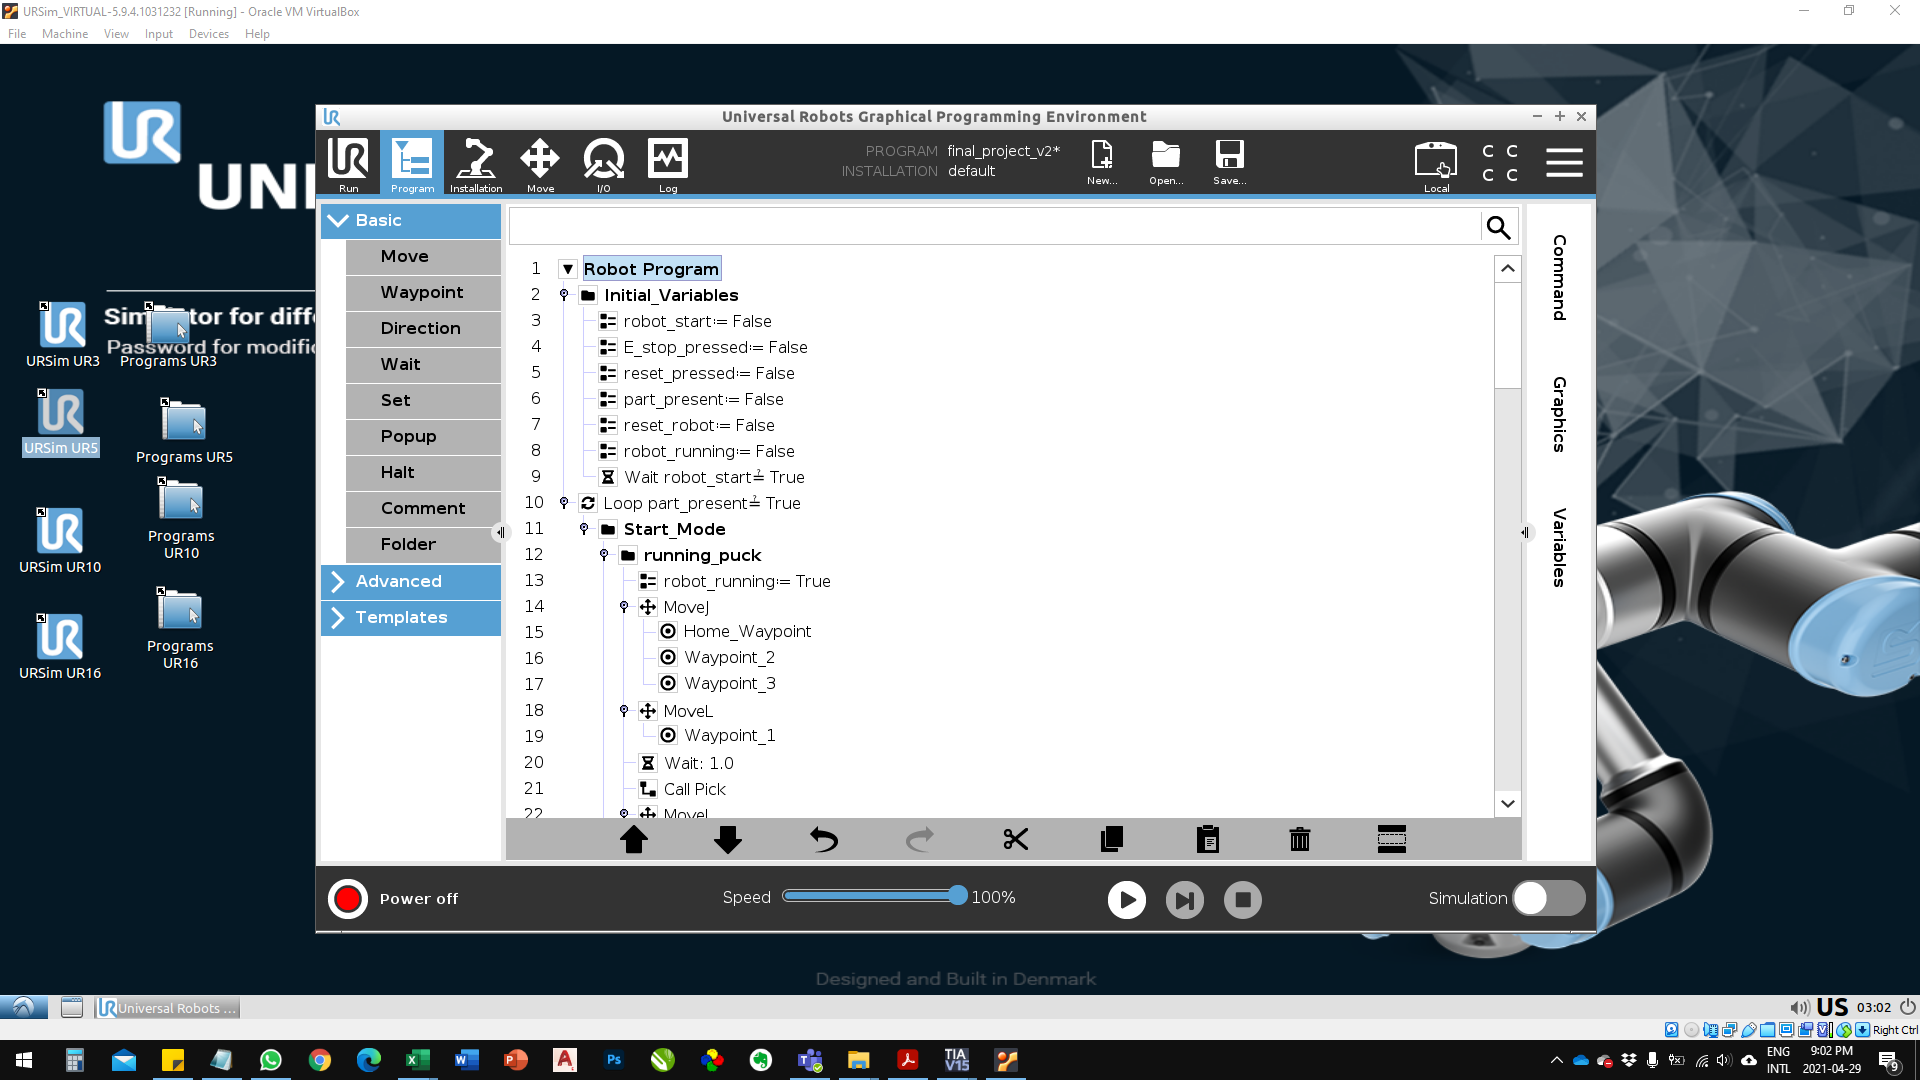 URSim_VIRTUAL-5.9.4.1031232 [Running] - Oracle VM VirtualBox
File Machine View Input Devices Help
UR
UNI
Simulator for diffe
Password for modific
URSim UR3
Programs UR3
URSim UR5
Programs UR5
URSim UR10
Programs UR10
URSim UR16
Programs UR16
Universal Robots Graphical Programming Environment
Run
Program
Installation
Move
I/O
Log
PROGRAM final_project_v2*
INSTALLATION default
New...
Open...
Save...
Local
C C
C C
Basic
Move
Waypoint
Direction
Wait
Set
Popup
Halt
Comment
Folder
Advanced
Templates
1 Robot Program
2 Initial_Variables
3 robot_start:= False
4 E_stop_pressed:= False
5 reset_pressed:= False
6 part_present:= False
7 reset_robot:= False
8 robot_running:= False
9 Wait robot_start≟ True
10 Loop part_present≟ True
11 Start_Mode
12 running_puck
13 robot_running:= True
14 MoveJ
15 Home_Waypoint
16 Waypoint_2
17 Waypoint_3
18 MoveL
19 Waypoint_1
20 Wait: 1.0
21 Call Pick
22
Command
Graphics
Variables
Power off
Speed 100%
Simulation
Designed and Built in Denmark
Universal Robots ...
US 03:02
Right Ctrl
TIA V15
ENG INTL
9:02 PM
2021-04-29
9